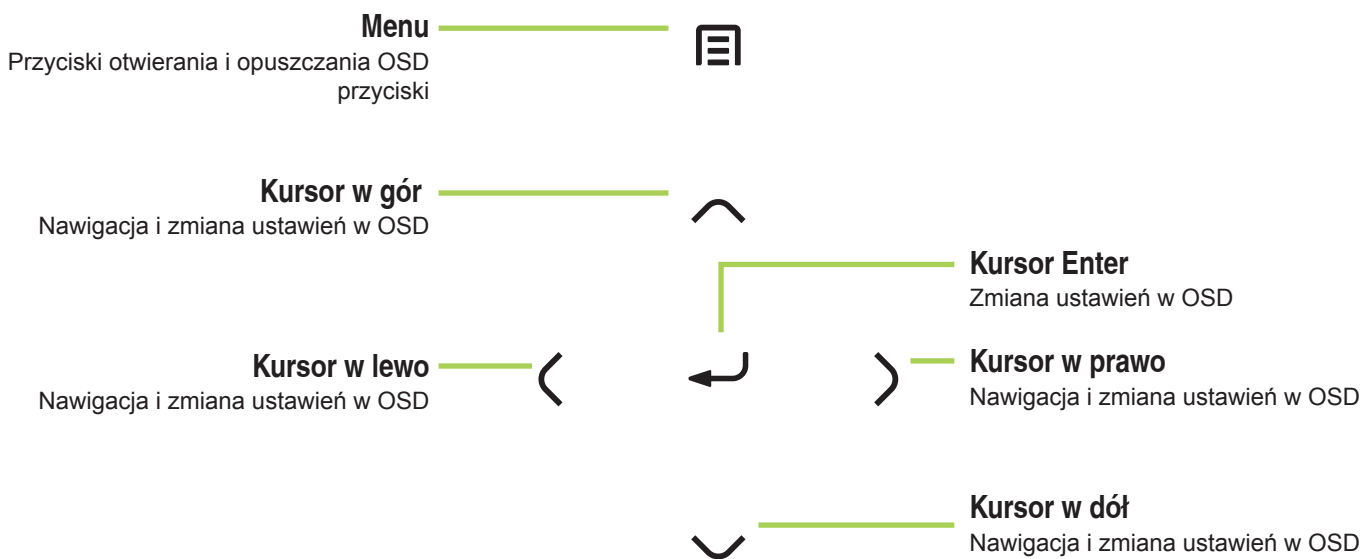 Menu
Przyciski otwierania i opuszczania OSD
przyciski
Kursor w gór
Nawigacja i zmiana ustawień w OSD
Kursor Enter
Zmiana ustawień w OSD
Kursor w lewo
Nawigacja i zmiana ustawień w OSD
Kursor w prawo
Nawigacja i zmiana ustawień w OSD
Kursor w dół
Nawigacja i zmiana ustawień w OSD